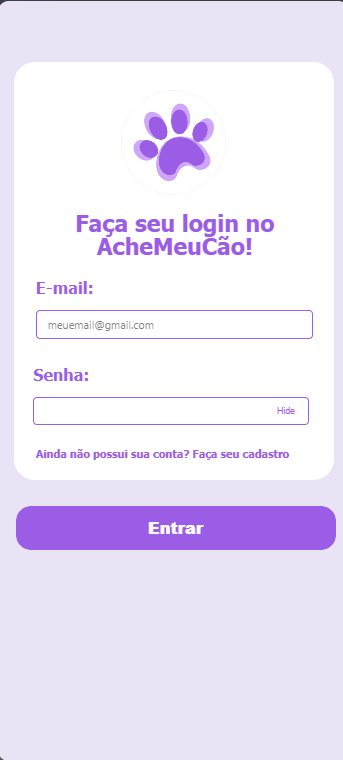 Faça seu login no
AcheMeuCão!
E-mail:
meuemail@gmail.com
Senha:
Hide
Ainda não possui sua conta? Faça seu cadastro
Entrar